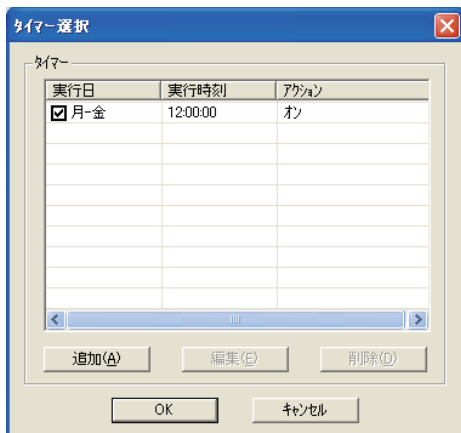 ﾀｲﾏｰ選択
ﾀｲﾏｰ
実行日 実行時刻 ｱｸｼｮﾝ
月-金 12:00:00 ｵﾝ
追加(A) 編集(E) 削除(D)
OK ｷｬﾝｾﾙ